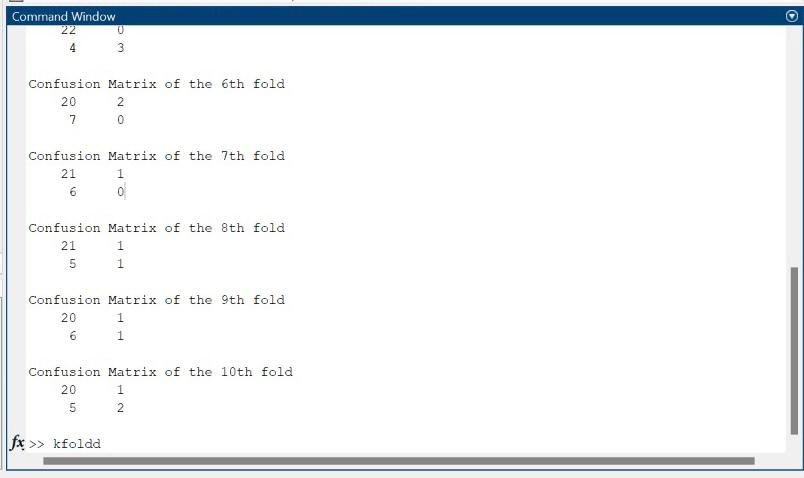 Command Window
22 0
4 3
Confusion Matrix of the 6th fold
20 2
7 0
Confusion Matrix of the 7th fold
21 1
6 0
Confusion Matrix of the 8th fold
21 1
5 1
Confusion Matrix of the 9th fold
20 1
6 1
Confusion Matrix of the 10th fold
20 1
5 2
fx >> kfoldd